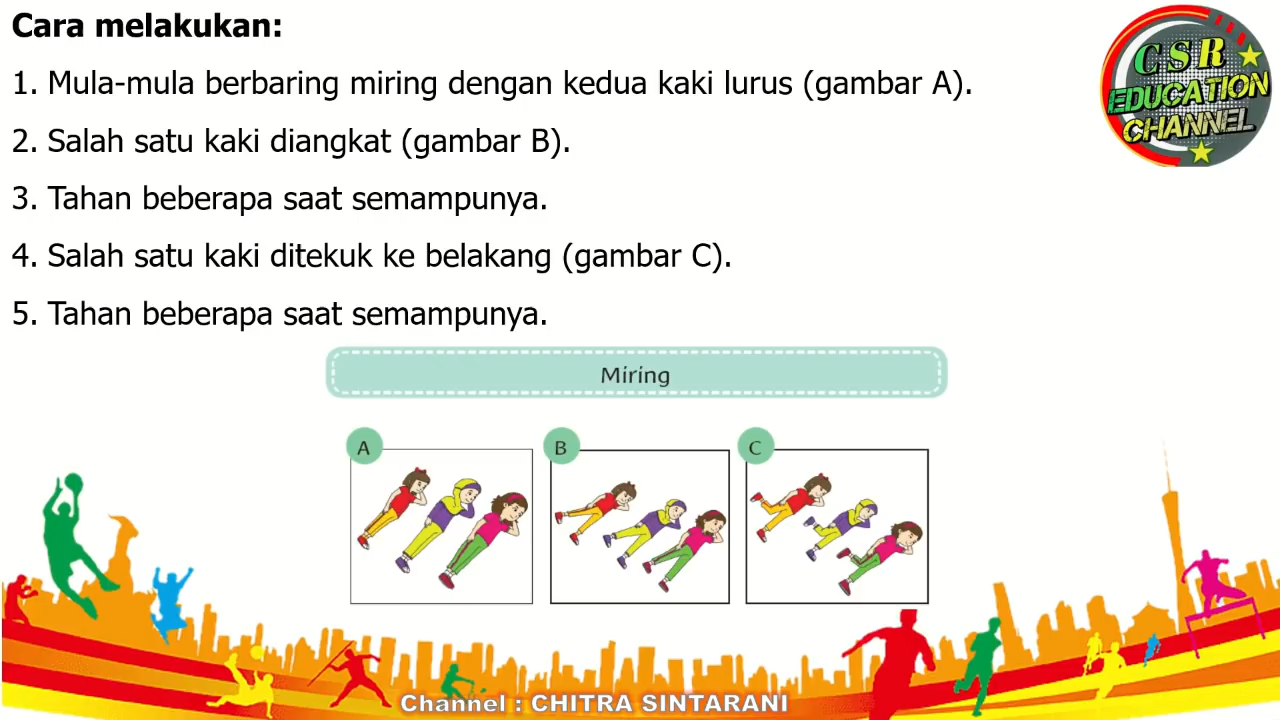 Cara melakukan:
1. Mula-mula berbaring miring dengan kedua kaki lurus (gambar A).
2. Salah satu kaki diangkat (gambar B).
3. Tahan beberapa saat semampunya.
4. Salah satu kaki ditekuk ke belakang (gambar C).
5. Tahan beberapa saat semampunya.
CSR
EDUCATION
CHANNEL
Miring
A
B
C
Channel : CHITRA SINTARANI